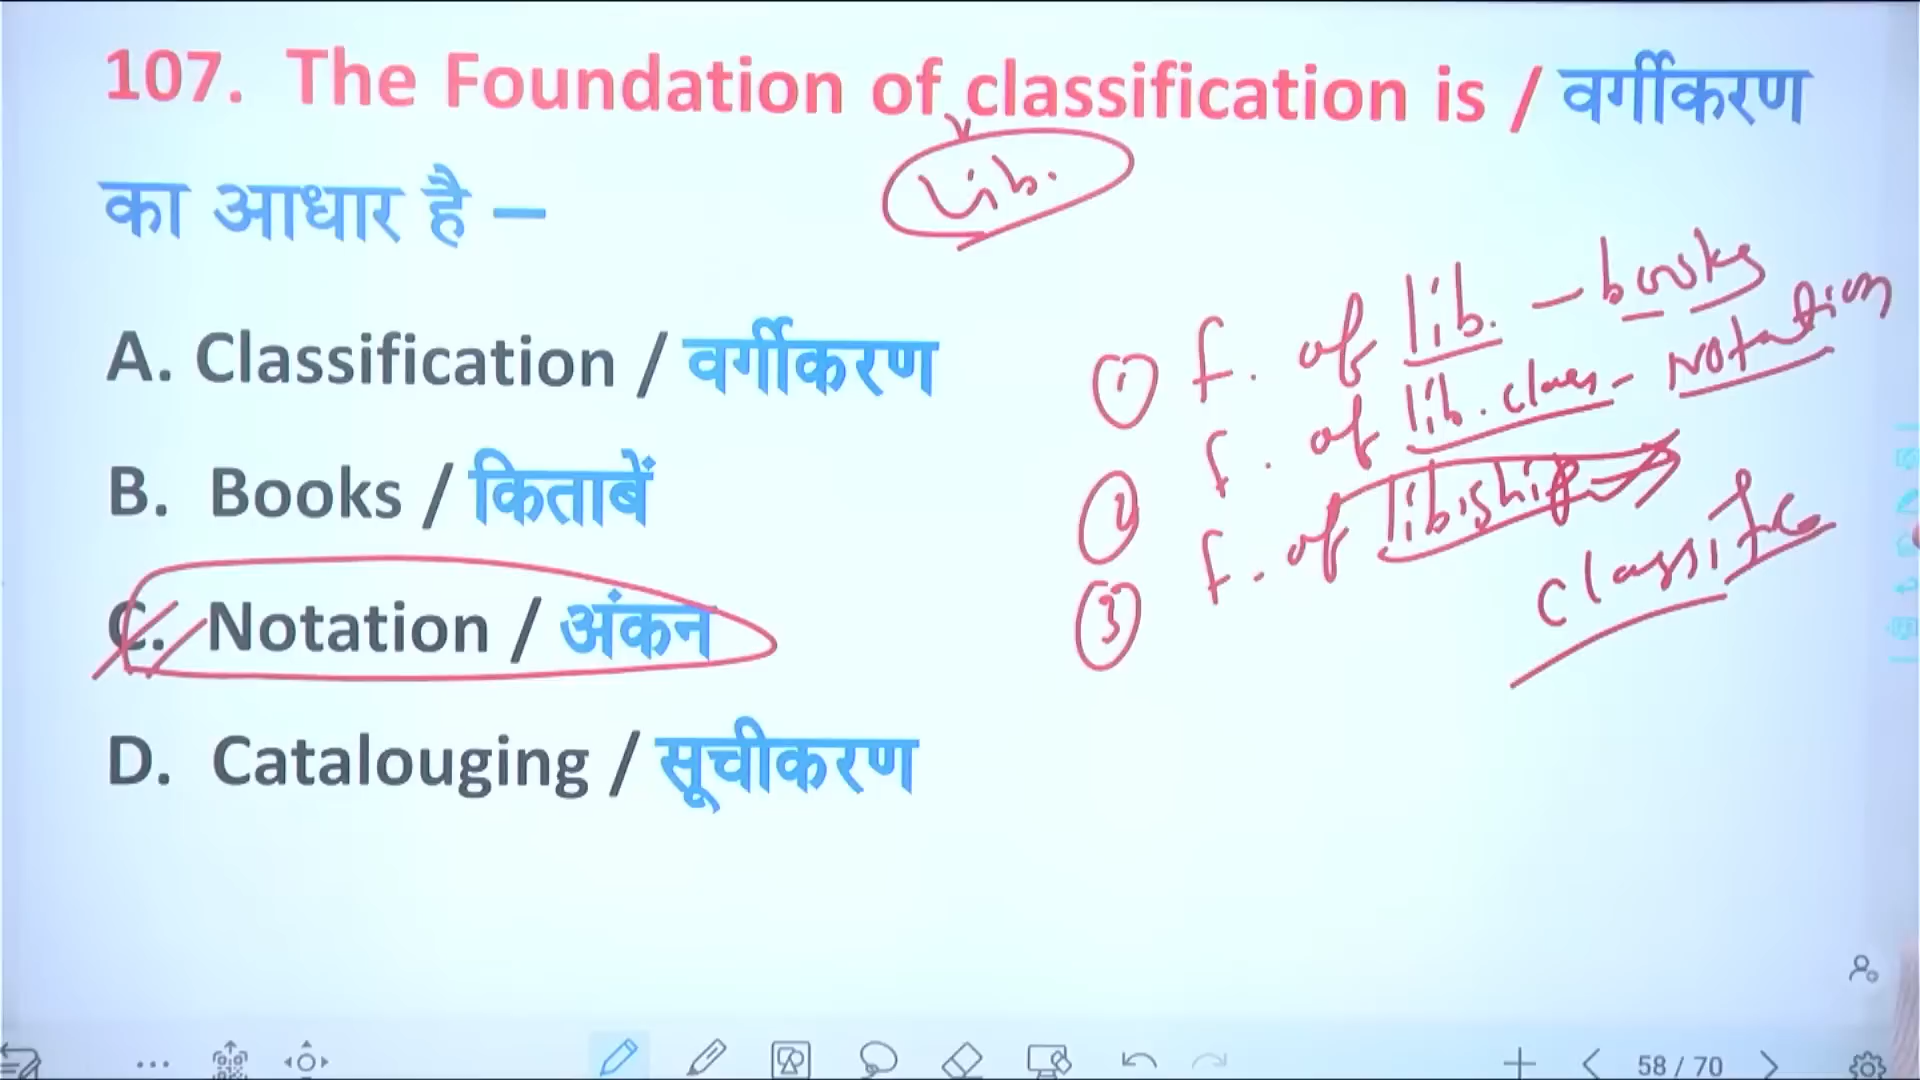 107. The Foundation of classification is / वर्गीकरण
का आधार है –
Lib.
A. Classification / वर्गीकरण
B. Books / किताबें
C. Notation / अंकन
D. Catalouging / सूचीकरण
① f. of lib. – books
② f. of lib. class – Notation
③ f. of lib.ship
classific
58 / 70